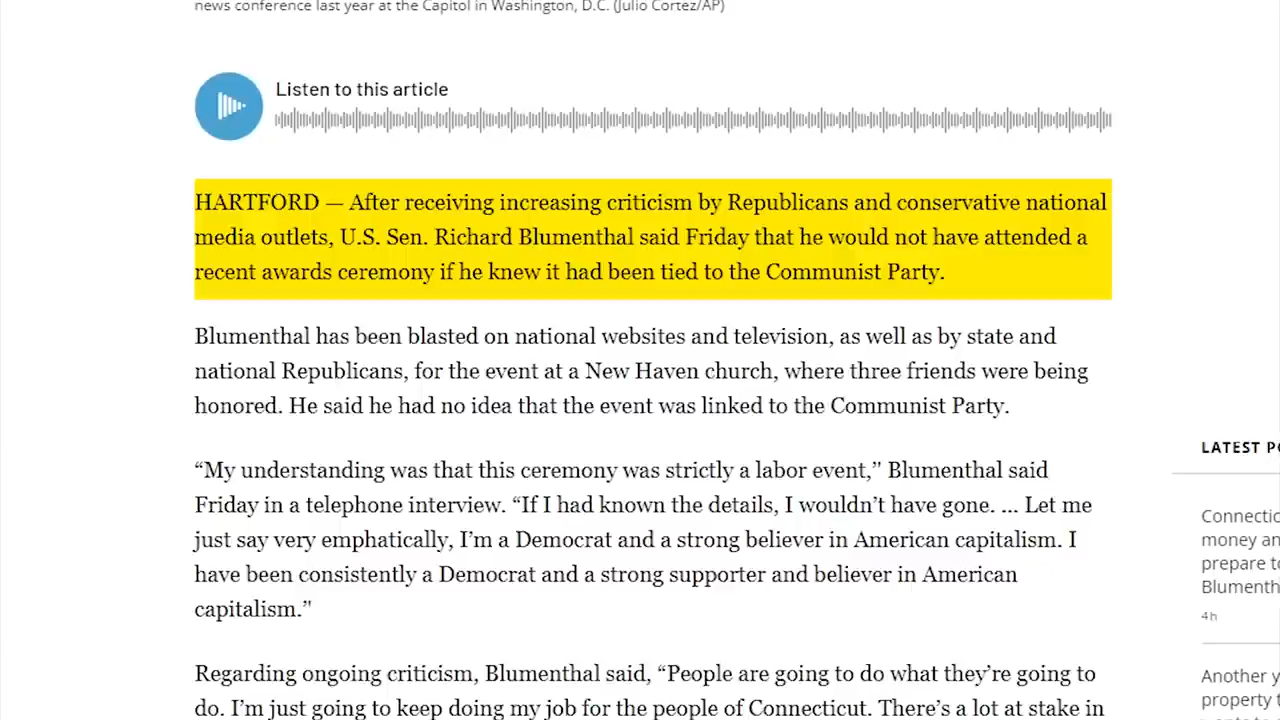 news conference last year at the Capitol in Washington, D.C. (Julio Cortez/AP)
Listen to this article
HARTFORD — After receiving increasing criticism by Republicans and conservative national
media outlets, U.S. Sen. Richard Blumenthal said Friday that he would not have attended a
recent awards ceremony if he knew it had been tied to the Communist Party.
Blumenthal has been blasted on national websites and television, as well as by state and
national Republicans, for the event at a New Haven church, where three friends were being
honored. He said he had no idea that the event was linked to the Communist Party.
“My understanding was that this ceremony was strictly a labor event,” Blumenthal said
Friday in a telephone interview. “If I had known the details, I wouldn’t have gone. … Let me
just say very emphatically, I’m a Democrat and a strong believer in American capitalism. I
have been consistently a Democrat and a strong supporter and believer in American
capitalism.”
Regarding ongoing criticism, Blumenthal said, “People are going to do what they’re going to
do. I’m just going to keep doing my job for the people of Connecticut. There’s a lot at stake in
LATEST P
Connectic
money an
prepare to
Blumenth
4h
Another y
property